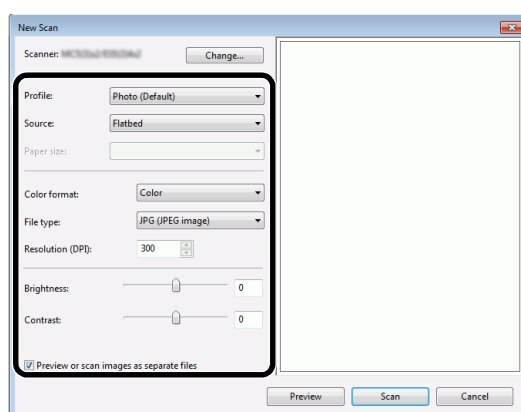 New Scan
Scanner:
Change...
Profile: Photo (Default)
Source: Flatbed
Paper size:
Color format: Color
File type: JPG (JPEG image)
Resolution (DPI): 300
Brightness: 0
Contrast: 0
Preview or scan images as separate files
Preview Scan Cancel